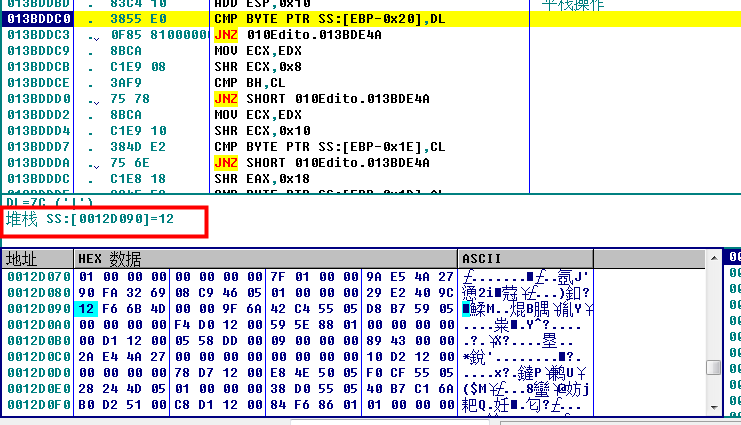 83C4 10 ADD ESP,0x10 平栈操作
013BDDC0 . 3855 E0 CMP BYTE PTR SS:[EBP-0x20],DL
013BDDC3 .ˇ 0F85 81000000 JNZ 010Edito.013BDE4A
013BDDC9 . 8BCA MOV ECX,EDX
013BDDCB . C1E9 08 SHR ECX,0x8
013BDDCE . 3AF9 CMP BH,CL
013BDDD0 .ˇ 75 78 JNZ SHORT 010Edito.013BDE4A
013BDDD2 . 8BCA MOV ECX,EDX
013BDDD4 . C1E9 10 SHR ECX,0x10
013BDDD7 . 384D E2 CMP BYTE PTR SS:[EBP-0x1E],CL
013BDDDA .ˇ 75 6E JNZ SHORT 010Edito.013BDE4A
013BDDDC . C1E8 18 SHR EAX,0x18
DL=7C ('|')
堆栈 SS:[0012D090]=12
地址 HEX 数据 ASCII
0012D070 01 00 00 00 00 00 00 00 7F 01 00 00 9A E5 4A 27
0012D080 90 FA 32 69 08 C9 46 05 01 00 00 00 29 E2 40 9C
0012D090 12 F6 6B 4D 00 00 9F 6A 42 C4 55 05 D8 B7 59 05
0012D0A0 00 00 00 00 F4 D0 12 00 59 5E 88 01 00 00 00 00
0012D0B0 00 D1 12 00 05 58 DD 00 09 00 00 00 89 43 00 00
0012D0C0 2A E4 4A 27 00 00 00 00 00 00 00 00 10 D2 12 00
0012D0D0 00 00 00 00 78 D7 12 00 E8 4E 50 05 F0 CF 55 05
0012D0E0 28 24 4D 05 01 00 00 00 38 D0 55 05 40 B7 C1 6A
0012D0F0 B0 D2 51 00 C8 D1 12 00 84 F6 86 01 01 00 00 00